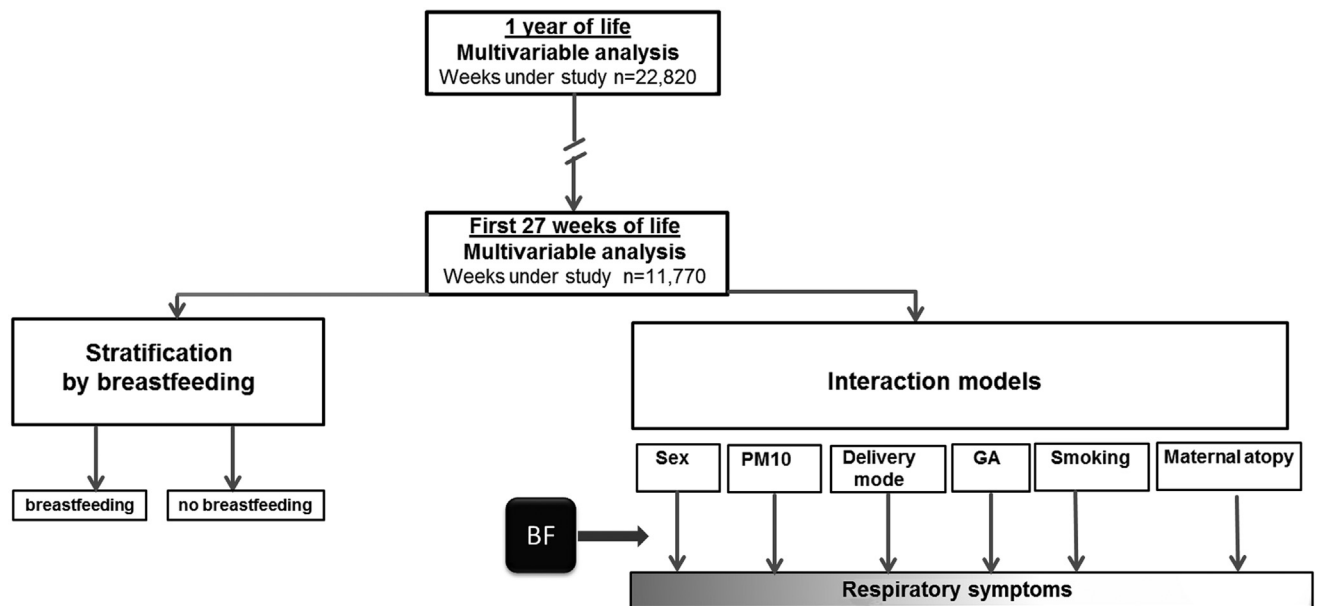 1 year of life
Multivariable analysis
Weeks under study n=22,820
First 27 weeks of life
Multivariable analysis
Weeks under study n=11,770
Stratification
by breastfeeding
breastfeeding
no breastfeeding
Interaction models
Sex
PM10
Delivery
mode
GA
Smoking
Maternal atopy
BF
Respiratory symptoms